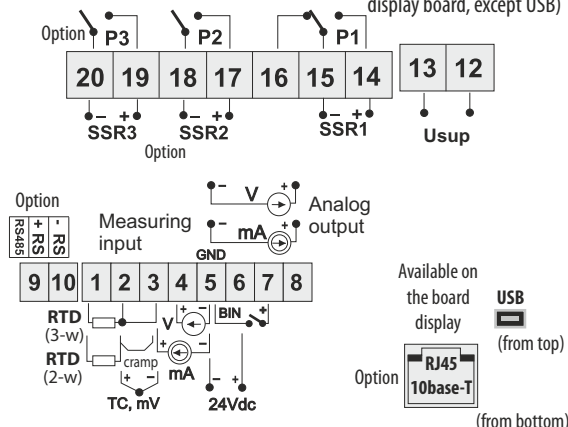 display board, except USB)
Option P3 P2 P1
20 19 18 17 16 15 14 13 12
- + - + - +
SSR3 SSR2 SSR1 Usup
Option
- V +
Analog
output
- mA +
Option
RS485 + RS - RS
Measuring
input
GND
9 10 1 2 3 4 5 6 7 8
RTD
(3-w)
V + -
BIN +
RTD
(2-w)
cramp
+ -
+ - mA
- +
TC, mV
24Vdc
Available on
the board
display
USB
(from top)
Option
RJ45
10base-T
(from bottom)